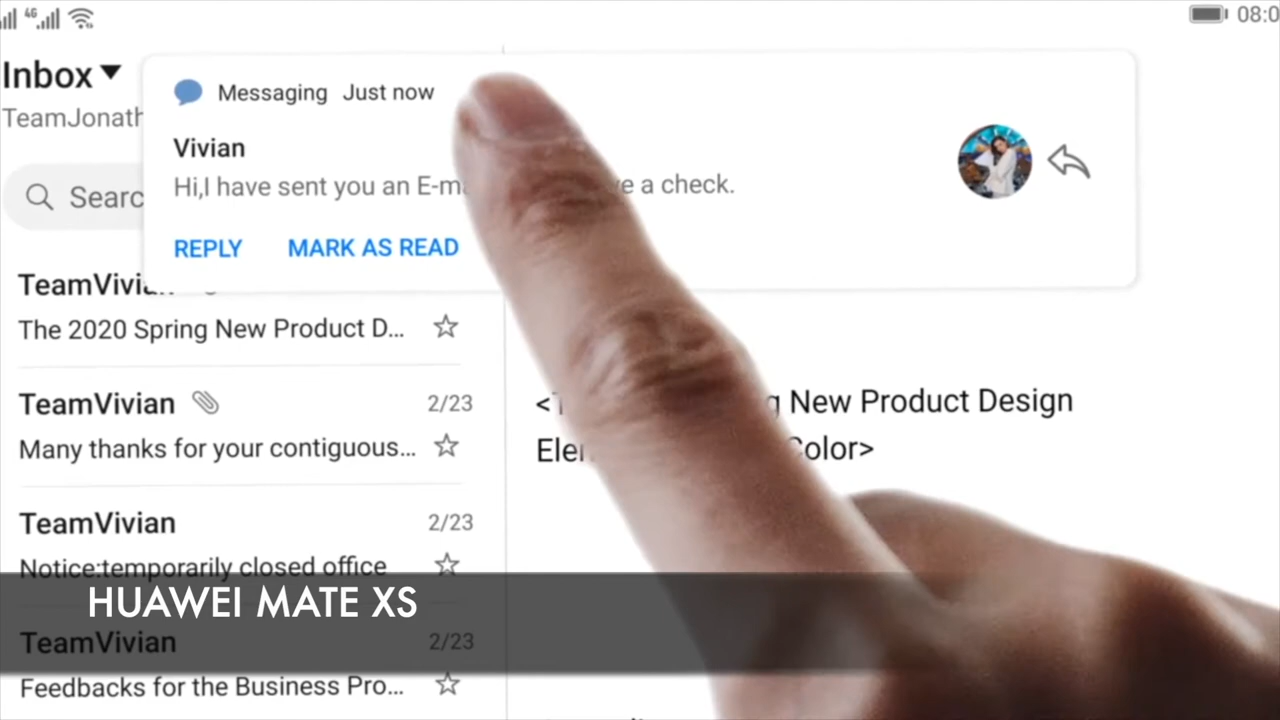 4G
08:0
Inbox
TeamJonath
Searc
Messaging Just now
Vivian
Hi,I have sent you an E-m e a check.
REPLY MARK AS READ
TeamVivia
The 2020 Spring New Product D...
TeamVivian 2/23
Many thanks for your contiguous...
TeamVivian 2/23
Notice:temporarily closed office
TeamVivian 2/23
Feedbacks for the Business Pro...
< g New Product Design
Ele Color>
HUAWEI MATE XS